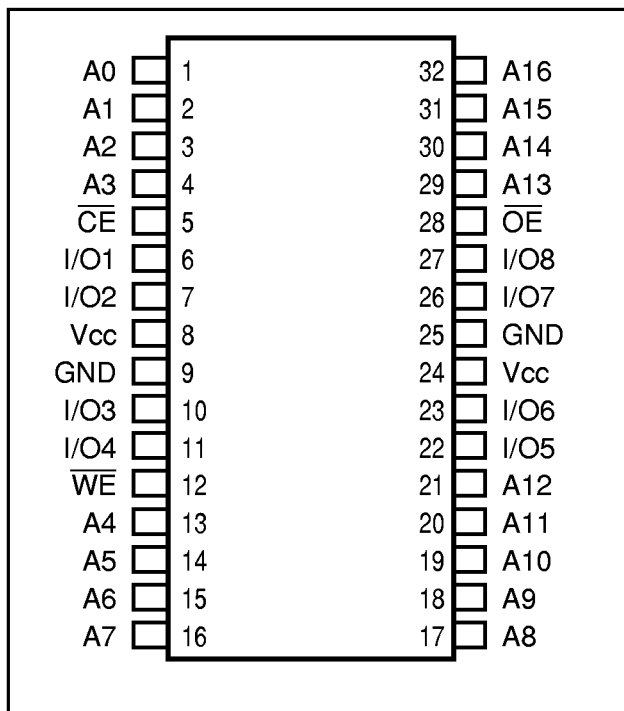 A0 1 32 A16
A1 2 31 A15
A2 3 30 A14
A3 4 29 A13
C̅E̅ 5 28 O̅E̅
I/O1 6 27 I/O8
I/O2 7 26 I/O7
Vcc 8 25 GND
GND 9 24 Vcc
I/O3 10 23 I/O6
I/O4 11 22 I/O5
W̅E̅ 12 21 A12
A4 13 20 A11
A5 14 19 A10
A6 15 18 A9
A7 16 17 A8